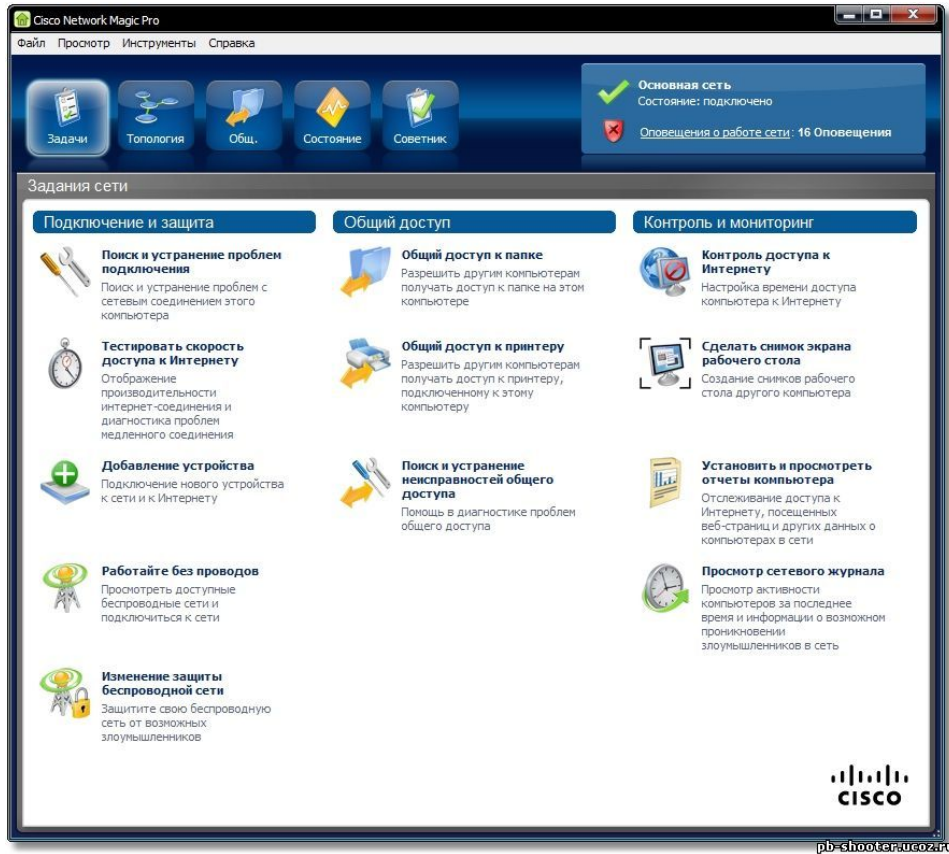 Cisco Network Magic Pro
Файл Просмотр Инструменты Справка
Задачи
Топология
Общ.
Состояние
Советник
Основная сеть
Состояние: подключено
Оповещения о работе сети: 16 Оповещения
Задания сети
Подключение и защита
Поиск и устранение проблем
подключения
Поиск и устранение проблем с
сетевым соединением этого
компьютера
Тестировать скорость
доступа к Интернету
Отображение
производительности
интернет-соединения и
диагностика проблем
медленного соединения
Добавление устройства
Подключение нового устройства
к сети и к Интернету
Работайте без проводов
Просмотреть доступные
беспроводные сети и
подключиться к сети
Изменение защиты
беспроводной сети
Защитите свою беспроводную
сеть от возможных
злоумышленников
Общий доступ
Общий доступ к папке
Разрешить другим компьютерам
получать доступ к папке на этом
компьютере
Общий доступ к принтеру
Разрешить другим компьютерам
получать доступ к принтеру,
подключенному к этому
компьютеру
Поиск и устранение
неисправностей общего
доступа
Помощь в диагностике проблем
общего доступа
Контроль и мониторинг
Контроль доступа к
Интернету
Настройка времени доступа
компьютера к Интернету
Сделать снимок экрана
рабочего стола
Создание снимков рабочего
стола другого компьютера
Установить и просмотреть
отчеты компьютера
Отслеживание доступа к
Интернету, посещенных
веб-страниц и других данных о
компьютерах в сети
Просмотр сетевого журнала
Просмотр активности
компьютеров за последнее
время и информации о возможном
проникновении
злоумышленников в сеть
CISCO
pb-shooter.ucoz.r